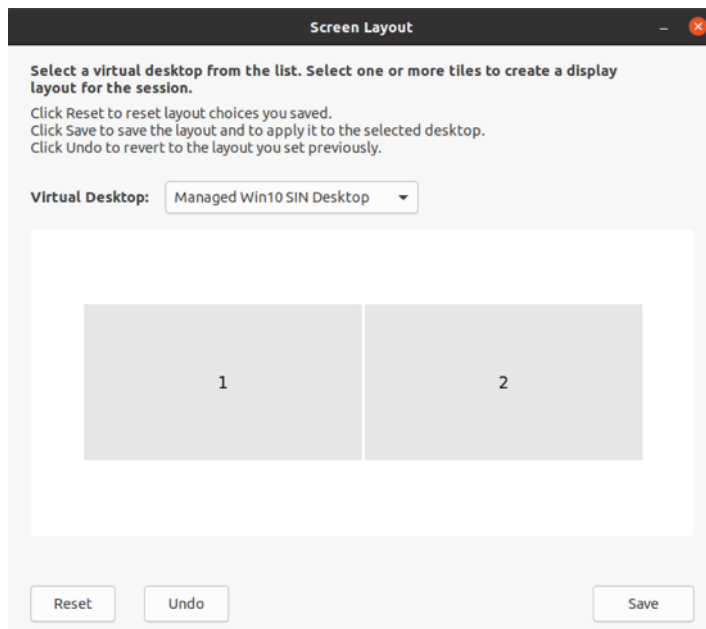 Screen Layout
Select a virtual desktop from the list. Select one or more tiles to create a display
layout for the session.
Click Reset to reset layout choices you saved.
Click Save to save the layout and to apply it to the selected desktop.
Click Undo to revert to the layout you set previously.
Virtual Desktop: Managed Win10 SIN Desktop
1 2
Reset Undo Save